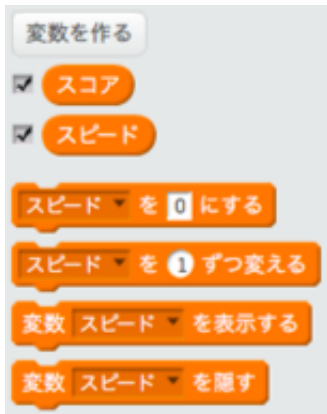 変数を作る
スコア
スピード
スピード を 0 にする
スピード を 1 ずつ変える
変数 スピード を表示する
変数 スピード を隠す